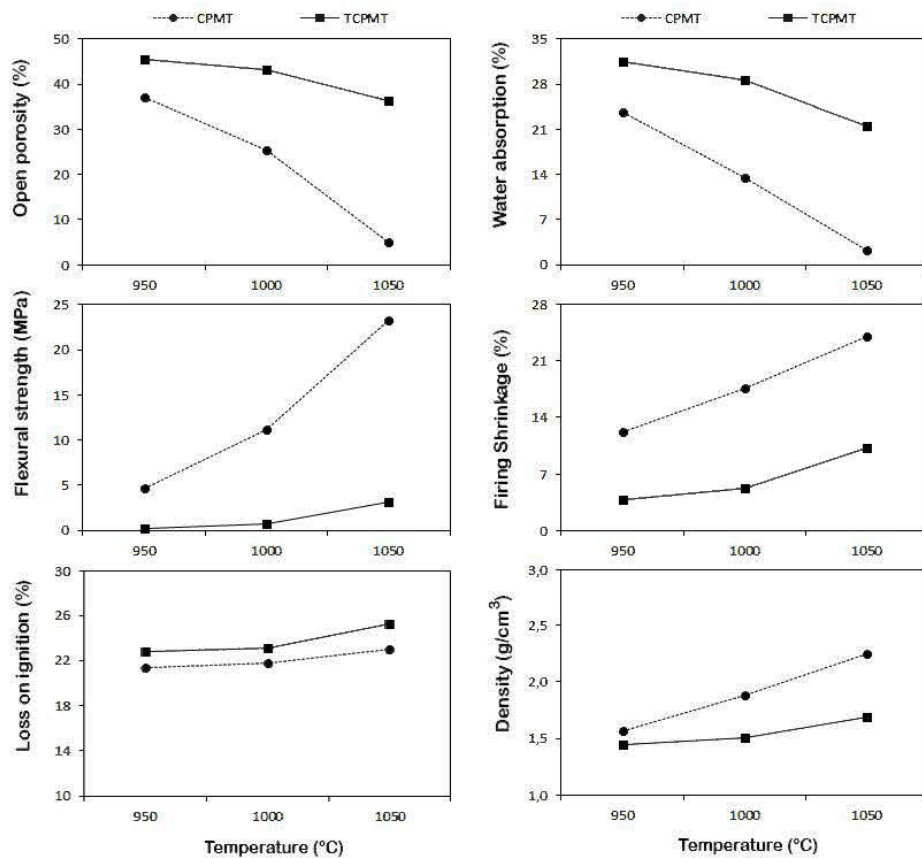 CPMT TCPMT
Open porosity (%)
50
40
30
20
10
0
950 1000 1050
CPMT TCPMT
Water absorption (%)
35
28
21
14
7
0
950 1000 1050
Flexural strength (MPa)
25
20
15
10
5
0
950 1000 1050
Firing Shrinkage (%)
28
21
14
7
0
950 1000 1050
Loss on ignition (%)
30
26
22
18
14
10
950 1000 1050
Temperature (°C)
Density (g/cm³)
3,0
2,5
2,0
1,5
1,0
950 1000 1050
Temperature (°C)